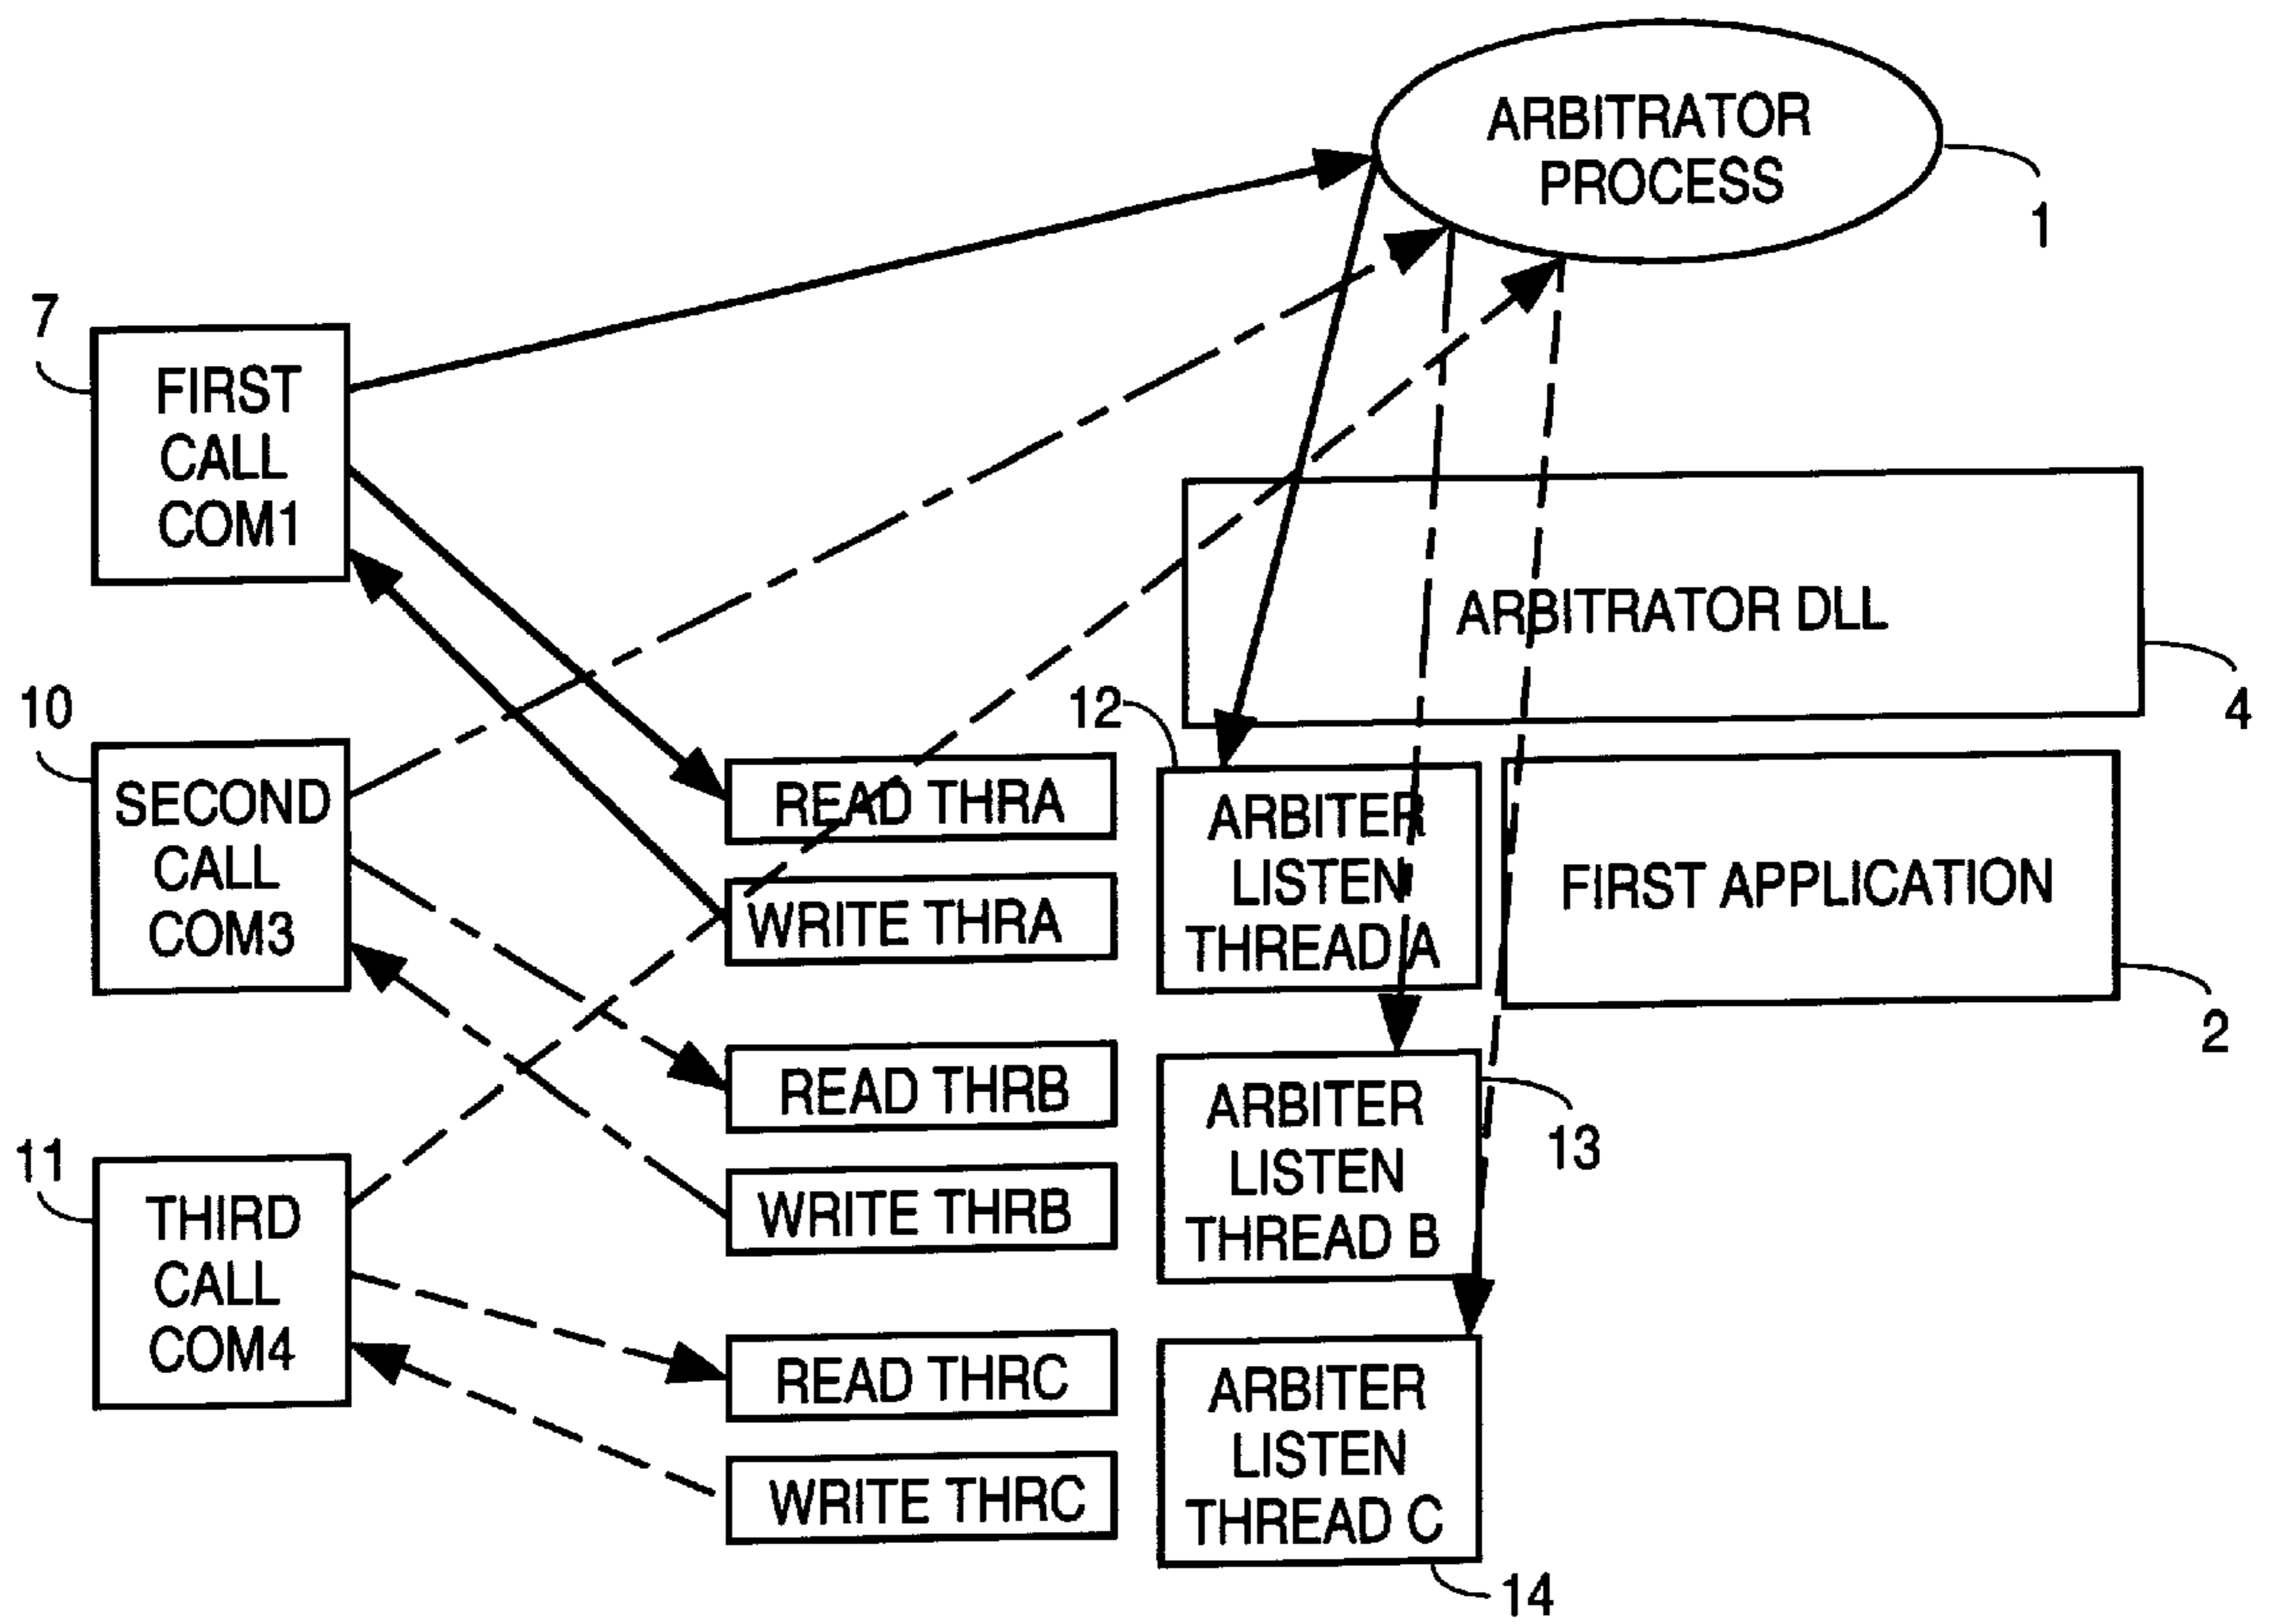 ARBITRATOR
PROCESS
1
7
FIRST
CALL
COM1
ARBITRATOR DLL
4
10
SECOND
CALL
COM3
READ THRA
WRITE THRA
12
ARBITER
LISTEN
THREAD A
FIRST APPLICATION
2
READ THRB
WRITE THRB
ARBITER
LISTEN
THREAD B
13
11
THIRD
CALL
COM4
READ THRC
WRITE THRC
ARBITER
LISTEN
THREAD C
14